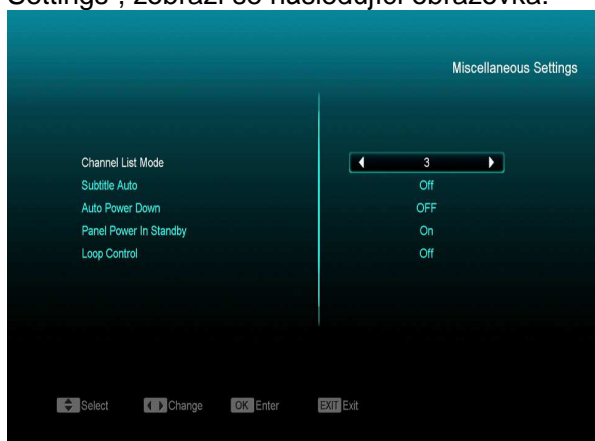 Settings", zobrazí se následující obrazovka:
Miscellaneous Settings
Channel List Mode 3
Subtitle Auto Off
Auto Power Down OFF
Panel Power In Standby On
Loop Control Off
Select Change OK Enter EXIT Exit